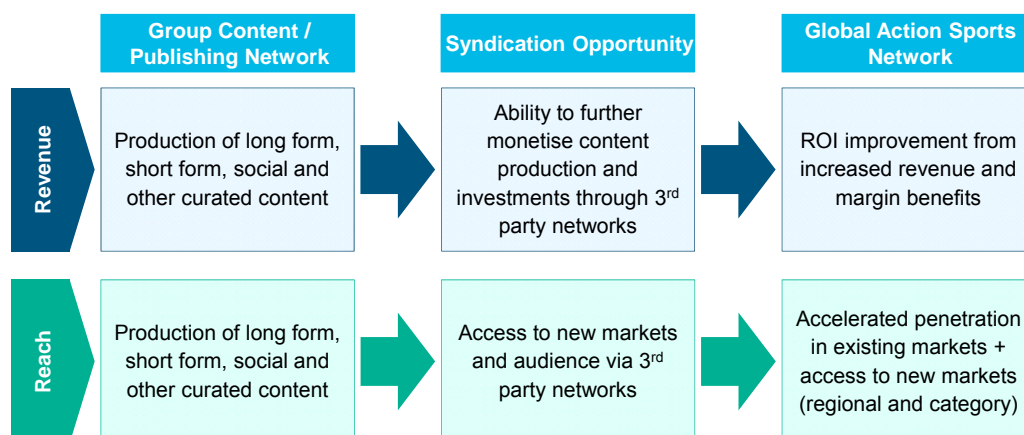 Group Content /
Publishing Network
Syndication Opportunity
Global Action Sports
Network
Revenue
Production of long form,
short form, social and
other curated content
Ability to further
monetise content
production and
investments through 3rd
party networks
ROI improvement from
increased revenue and
margin benefits
Reach
Production of long form,
short form, social and
other curated content
Access to new markets
and audience via 3rd
party networks
Accelerated penetration
in existing markets +
access to new markets
(regional and category)